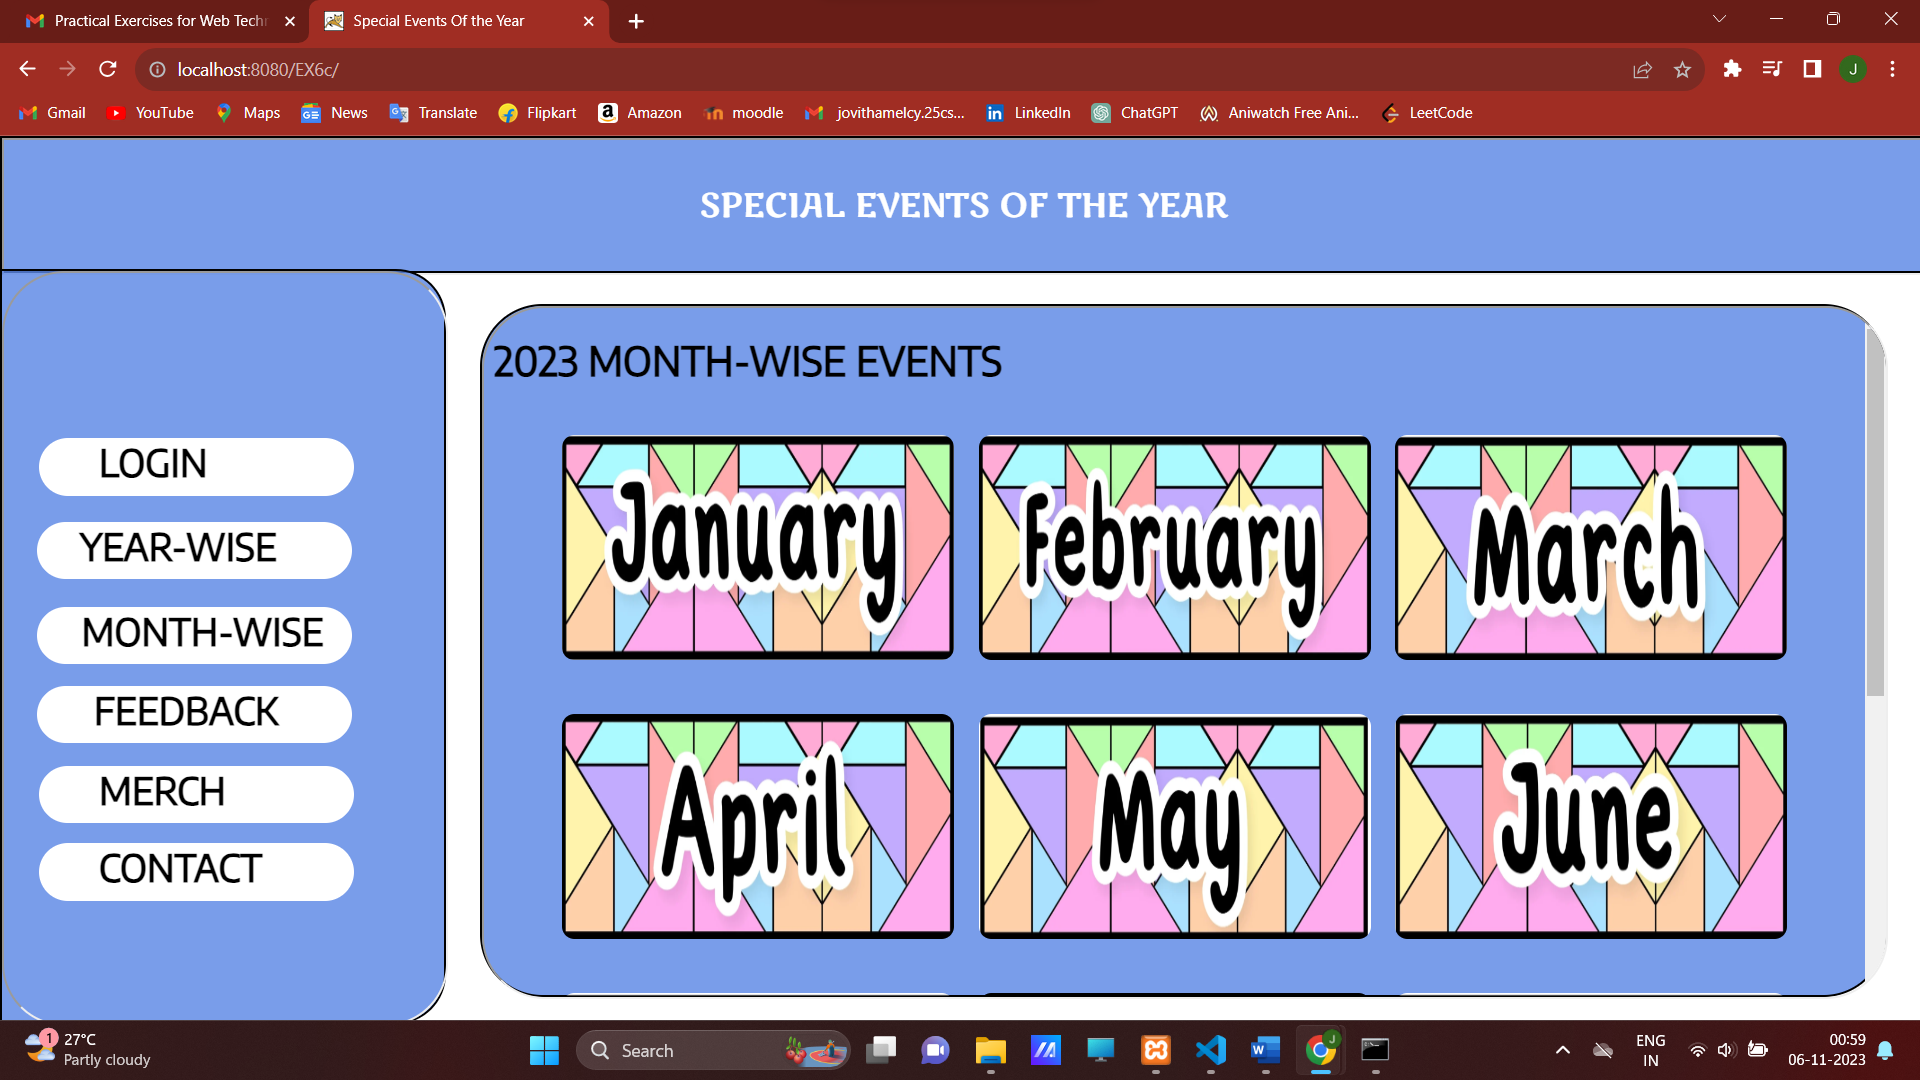 Practical Exercises for Web Techn
Special Events Of the Year
localhost:8080/EX6c/
J
Gmail
YouTube
Maps
News
Translate
Flipkart
Amazon
moodle
jovithamelcy.25cs...
LinkedIn
ChatGPT
Aniwatch Free Ani...
LeetCode
SPECIAL EVENTS OF THE YEAR
LOGIN
YEAR-WISE
MONTH-WISE
FEEDBACK
MERCH
CONTACT
2023 MONTH-WISE EVENTS
January
February
March
April
May
June
1
27°C
Partly cloudy
Search
J
ENG
IN
00:59
06-11-2023